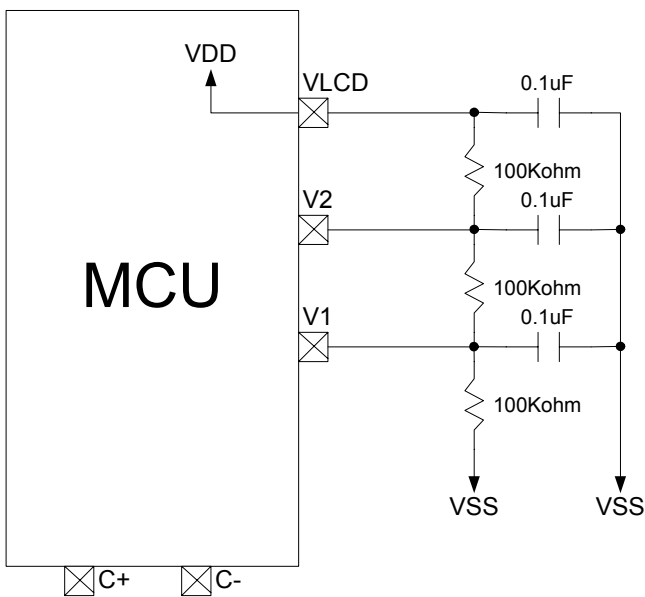 VDD
VLCD
0.1uF
100Kohm
V2
0.1uF
MCU
100Kohm
V1
0.1uF
100Kohm
VSS
VSS
C+
C-